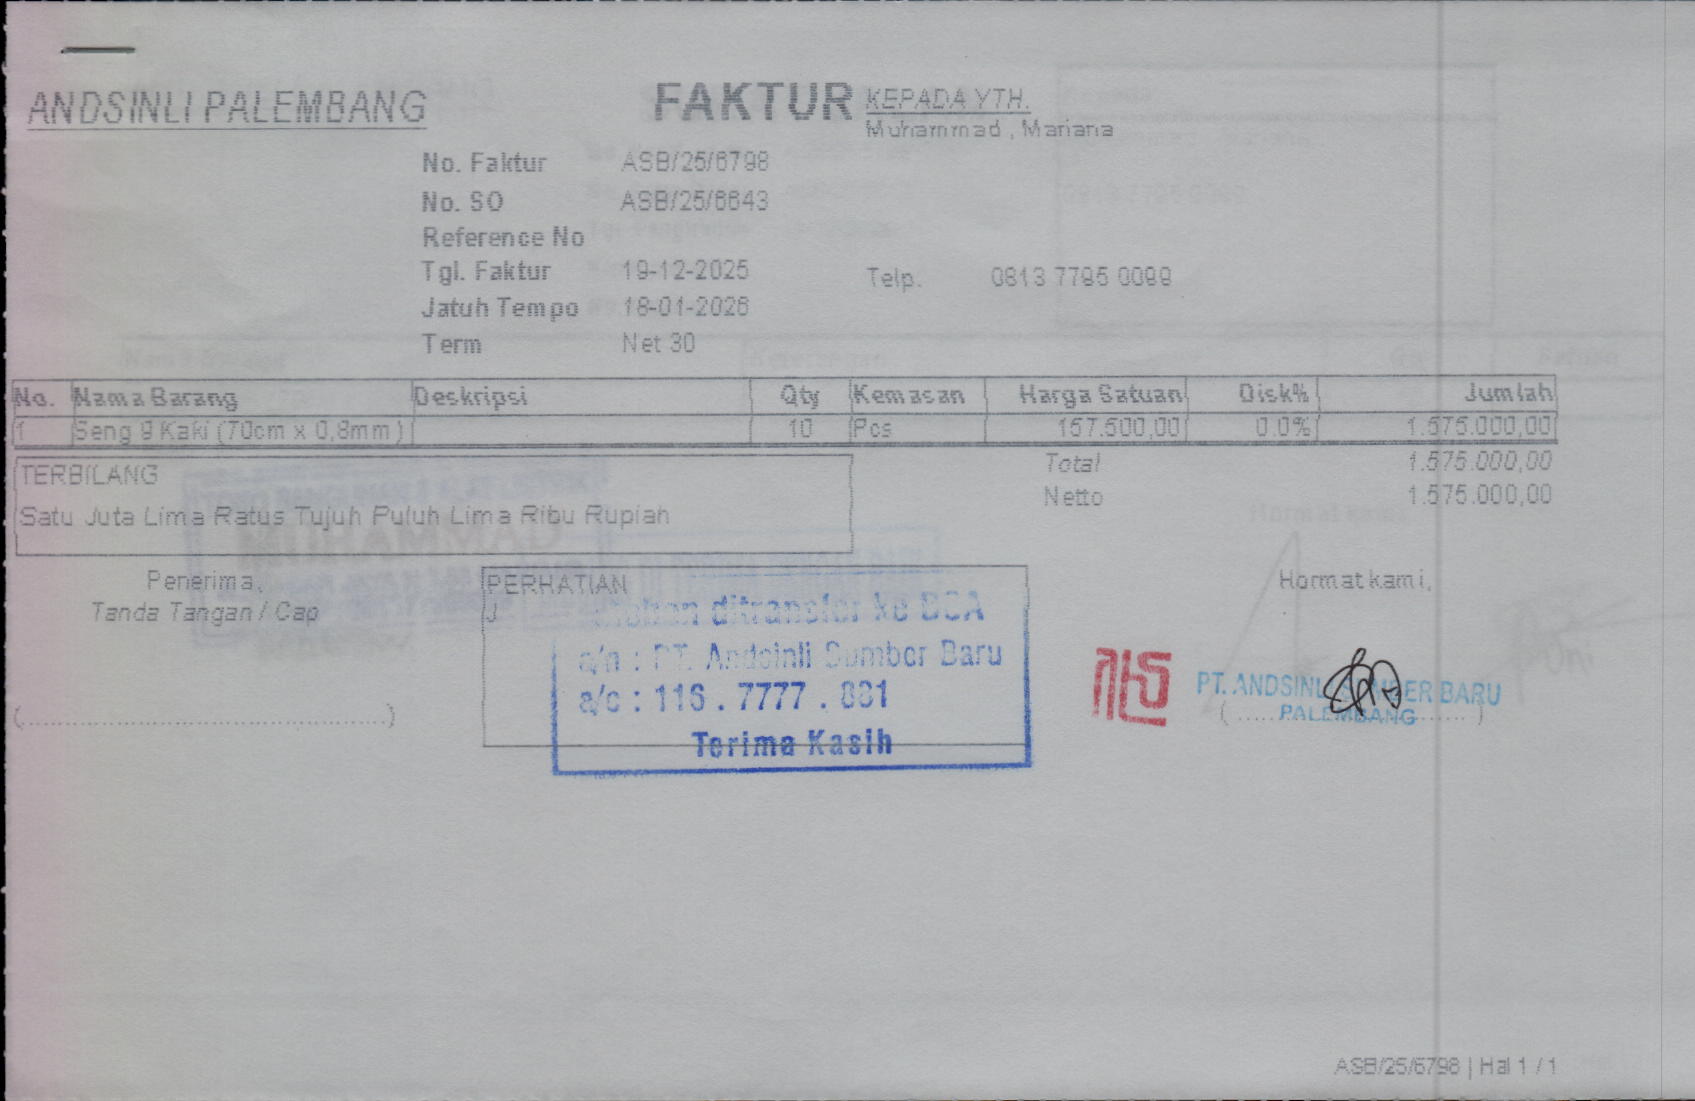 ANDSINLI PALEMBANG
FAKTUR
KEPADA YTH.
Muhammad , Mariana
No. Faktur ASB/25/6798
No. SO ASB/25/6643
Reference No
Tgl. Faktur 19-12-2025
Telp. 0813 7795 0099
Jatuh Tempo 18-01-2026
Term Net 30
No. Nama Barang Deskripsi Qty Kemasan Harga Satuan Disk% Jumlah
1 Seng 9 Kaki (70cm x 0,8mm) 10 Pcs 157.500,00 0.0% 1.575.000,00
TERBILANG
Total 1.575.000,00
Netto 1.575.000,00
Satu Juta Lima Ratus Tujuh Puluh Lima Ribu Rupiah
Penerima,
Tanda Tangan / Cap
(..........................................)
PERHATIAN
J
ditransfer ke BCA
a/n : PT. Andsinli Sumber Baru
a/c : 116 . 7777 . 881
Terima Kasih
Hormat kami,
PT. ANDSINLI SUMBER BARU
PALEMBANG
ASB/25/6798 | Hal 1 / 1